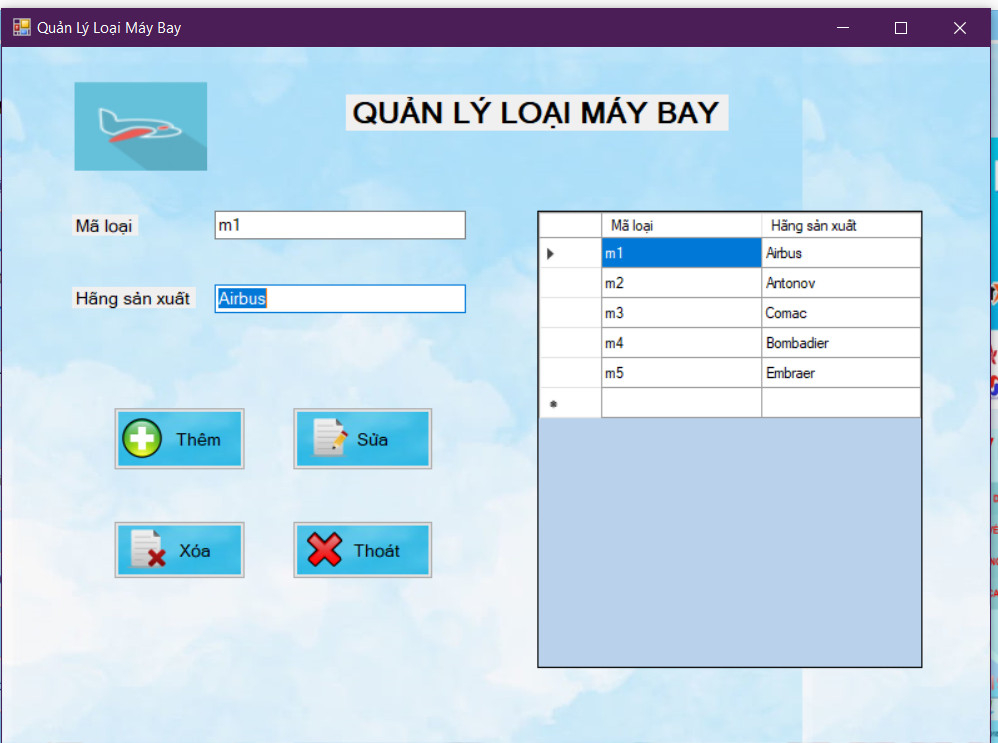 Quản Lý Loại Máy Bay
QUẢN LÝ LOẠI MÁY BAY
Mã loại
m1
Hãng sản xuất
Airbus
Thêm
Sửa
Xóa
Thoát
Mã loại Hãng sản xuất
m1 Airbus
m2 Antonov
m3 Comac
m4 Bombadier
m5 Embraer